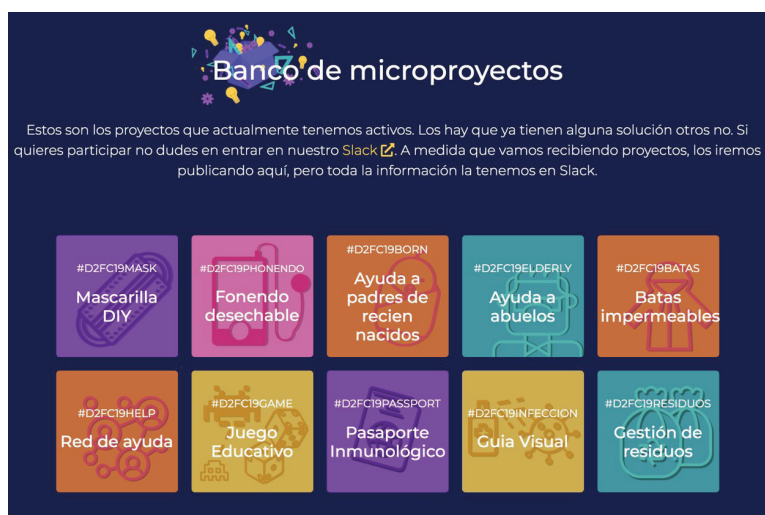 Banco de microproyectos
Estos son los proyectos que actualmente tenemos activos. Los hay que ya tienen alguna solución otros no. Si
quieres participar no dudes en entrar en nuestro Slack. A medida que vamos recibiendo proyectos, los iremos
publicando aquí, pero toda la información la tenemos en Slack.
#D2FC19MASK
Mascarilla
DIY
#D2FC19PHONENDO
Fonendo
desechable
#D2FC19BORN
Ayuda a
padres de
recien
nacidos
#D2FC19ELDERLY
Ayuda a
abuelos
#D2FC19BATAS
Batas
impermeables
#D2FC19HELP
Red de ayuda
#D2FC19GAME
Juego
Educativo
#D2FC19PASSPORT
Pasaporte
Inmunológico
#D2FC19INFECCION
Guia Visual
#D2FC19RESIDUOS
Gestión de
residuos